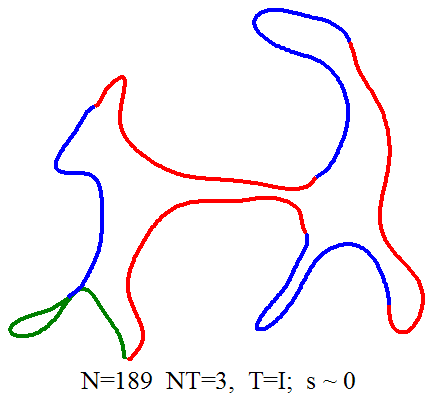 N=189 NT=3, T=I; s ~ 0